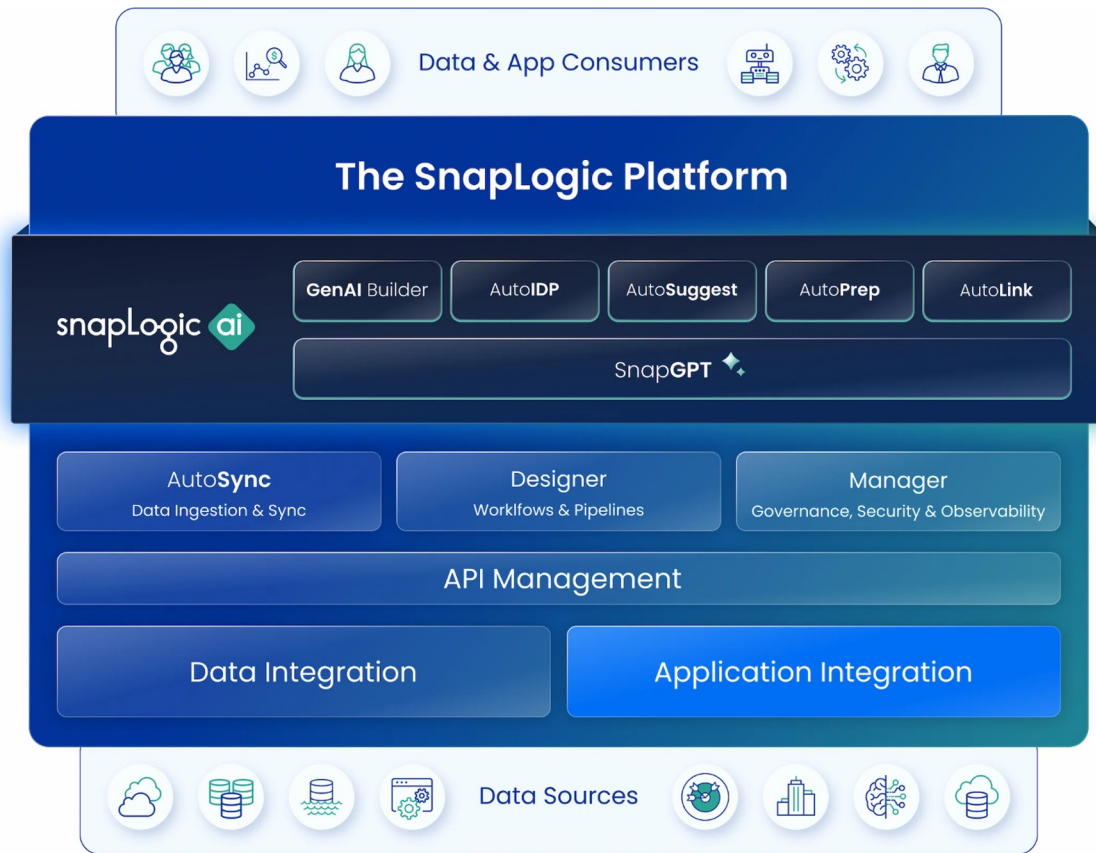 Data & App Consumers
The SnapLogic Platform
snapLogic ai
GenAI Builder
AutoIDP
AutoSuggest
AutoPrep
AutoLink
SnapGPT
AutoSync
Data Ingestion & Sync
Designer
Worklfows & Pipelines
Manager
Governance, Security & Observability
API Management
Data Integration
Application Integration
Data Sources